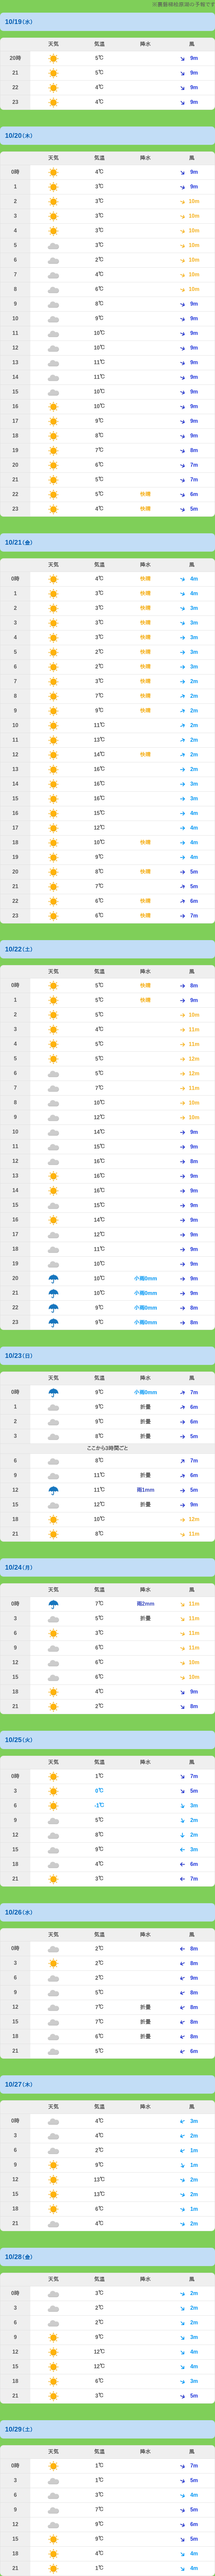 ※裏磐梯桧原湖の予報です
10/19(水)
天気 気温 降水 風
20時 5℃ 9m
21 5℃ 9m
22 4℃ 9m
23 4℃ 9m
10/20(木)
天気 気温 降水 風
0時 4℃ 9m
1 3℃ 9m
2 3℃ 10m
3 3℃ 10m
4 3℃ 10m
5 3℃ 10m
6 2℃ 10m
7 4℃ 10m
8 6℃ 10m
9 8℃ 9m
10 9℃ 9m
11 10℃ 9m
12 10℃ 9m
13 11℃ 9m
14 11℃ 9m
15 10℃ 9m
16 10℃ 9m
17 9℃ 9m
18 8℃ 9m
19 7℃ 8m
20 6℃ 7m
21 5℃ 7m
22 5℃ 快晴 6m
23 4℃ 快晴 5m
10/21(金)
天気 気温 降水 風
0時 4℃ 快晴 4m
1 3℃ 快晴 4m
2 3℃ 快晴 3m
3 3℃ 快晴 3m
4 3℃ 快晴 3m
5 2℃ 快晴 3m
6 2℃ 快晴 3m
7 3℃ 快晴 2m
8 7℃ 快晴 2m
9 9℃ 快晴 2m
10 11℃ 2m
11 13℃ 2m
12 14℃ 快晴 2m
13 16℃ 2m
14 16℃ 3m
15 16℃ 3m
16 15℃ 4m
17 12℃ 4m
18 10℃ 快晴 4m
19 9℃ 4m
20 8℃ 快晴 5m
21 7℃ 5m
22 6℃ 快晴 6m
23 6℃ 快晴 7m
10/22(土)
天気 気温 降水 風
0時 5℃ 快晴 8m
1 5℃ 快晴 9m
2 5℃ 10m
3 4℃ 11m
4 5℃ 11m
5 5℃ 12m
6 5℃ 12m
7 7℃ 11m
8 10℃ 10m
9 12℃ 10m
10 14℃ 9m
11 15℃ 9m
12 16℃ 8m
13 16℃ 9m
14 16℃ 9m
15 15℃ 9m
16 14℃ 9m
17 12℃ 9m
18 11℃ 9m
19 10℃ 9m
20 10℃ 小雨0mm 9m
21 10℃ 小雨0mm 9m
22 9℃ 小雨0mm 8m
23 9℃ 小雨0mm 8m
10/23(日)
天気 気温 降水 風
0時 9℃ 小雨0mm 7m
1 9℃ 折畳 6m
2 9℃ 折畳 6m
3 8℃ 折畳 5m
ここから3時間ごと
6 8℃ 7m
9 11℃ 折畳 6m
12 11℃ 雨1mm 5m
15 12℃ 折畳 9m
18 10℃ 12m
21 8℃ 11m
10/24(月)
天気 気温 降水 風
0時 7℃ 雨2mm 11m
3 5℃ 折畳 11m
6 3℃ 11m
9 6℃ 11m
12 6℃ 10m
15 6℃ 10m
18 4℃ 9m
21 2℃ 8m
10/25(火)
天気 気温 降水 風
0時 1℃ 7m
3 0℃ 5m
6 -1℃ 3m
9 5℃ 2m
12 8℃ 2m
15 9℃ 3m
18 4℃ 6m
21 3℃ 7m
10/26(水)
天気 気温 降水 風
0時 2℃ 8m
3 2℃ 8m
6 2℃ 9m
9 5℃ 8m
12 7℃ 折畳 8m
15 7℃ 折畳 8m
18 6℃ 折畳 8m
21 5℃ 6m
10/27(木)
天気 気温 降水 風
0時 4℃ 3m
3 4℃ 2m
6 2℃ 1m
9 9℃ 1m
12 13℃ 2m
15 13℃ 2m
18 6℃ 1m
21 4℃ 2m
10/28(金)
天気 気温 降水 風
0時 3℃ 2m
3 2℃ 2m
6 2℃ 2m
9 9℃ 3m
12 12℃ 4m
15 12℃ 4m
18 6℃ 3m
21 3℃ 5m
10/29(土)
天気 気温 降水 風
0時 1℃ 7m
3 1℃ 5m
6 3℃ 4m
9 7℃ 5m
12 9℃ 6m
15 9℃ 5m
18 4℃ 4m
21 1℃ 4m